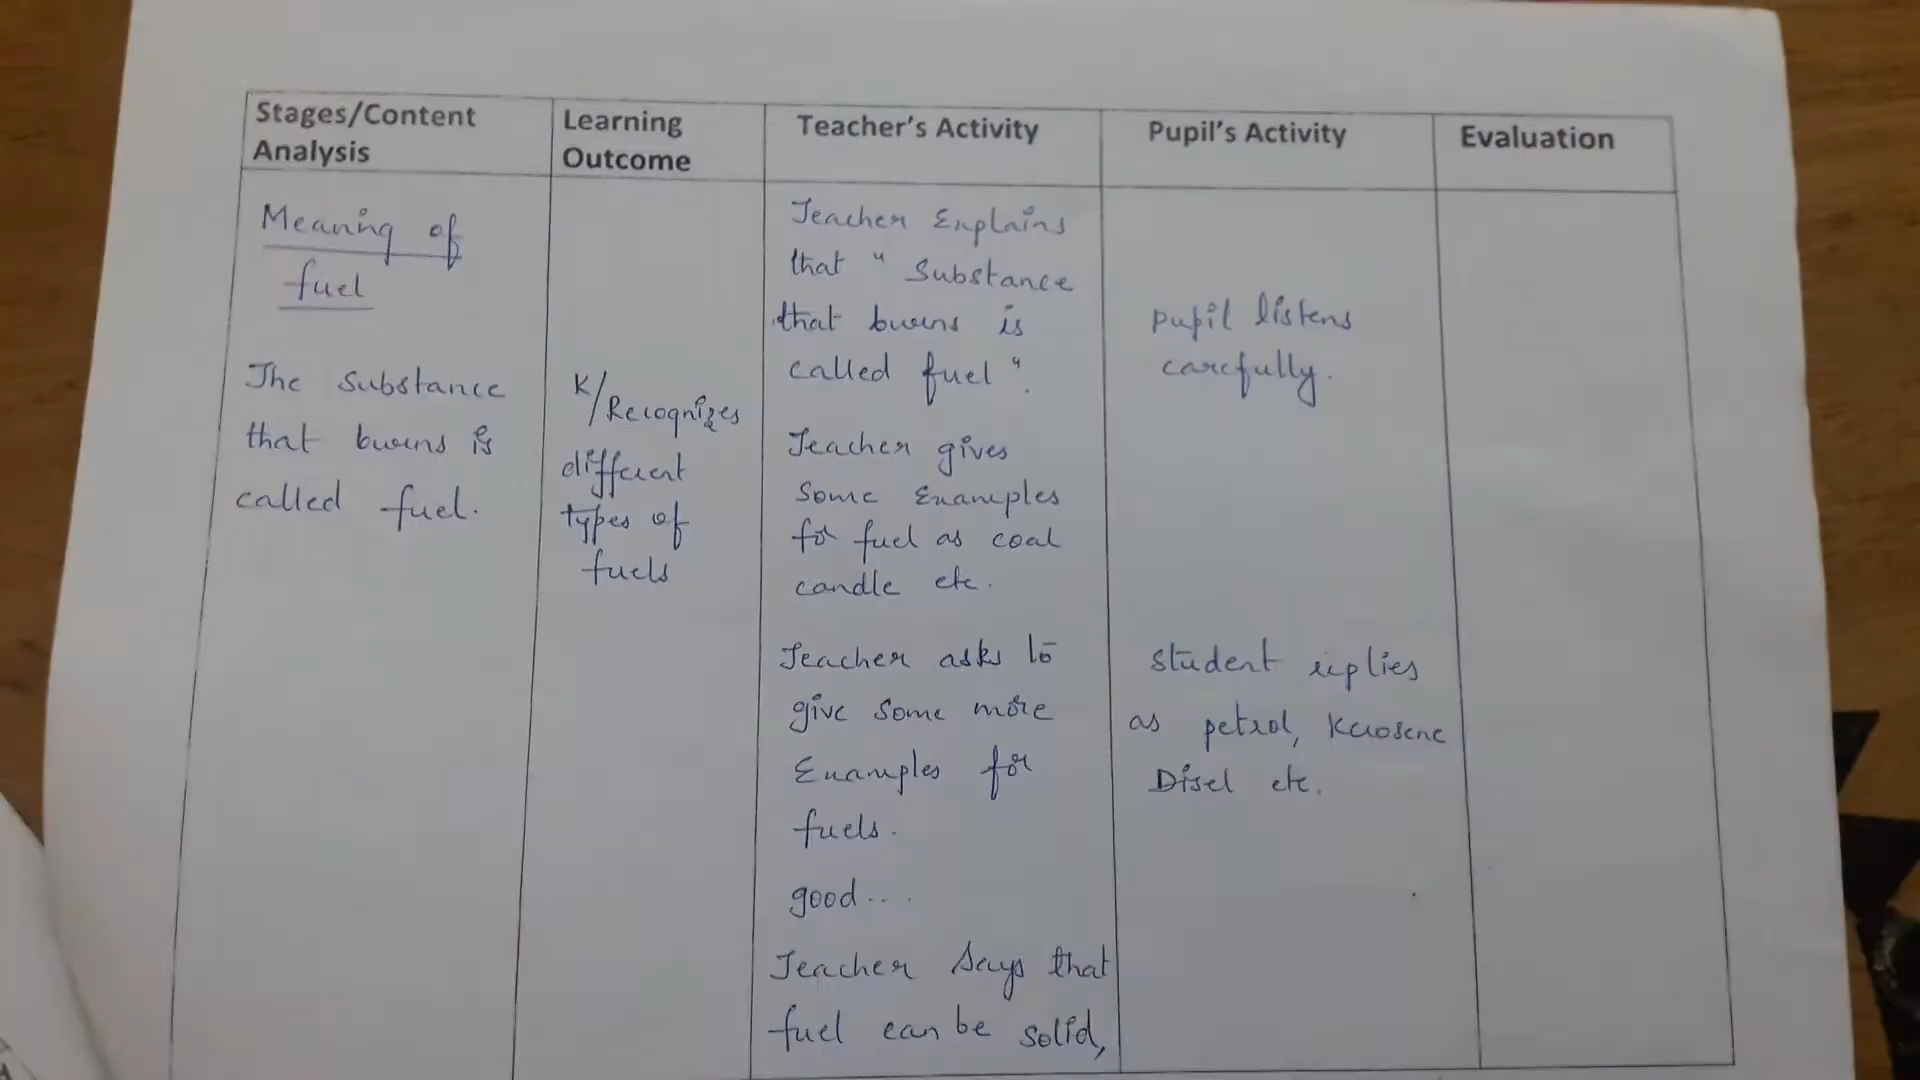 Stages/Content
Analysis
Learning
Outcome
Teacher's Activity
Pupil's Activity
Evaluation
Meaning of
fuel
The Substance
that burns is
called fuel.
K/Recognizes
different
types of
fuels
Teacher Explains
that " Substance
that burns is
called fuel ".
Teacher gives
Some Examples
for fuel as coal
candle etc.
Teacher asks to
give Some more
Examples for
fuels.
good....
Teacher Says that
fuel can be solid,
pupil listens
carefully.
Student replies
as petrol, Kerosene
Disel etc.